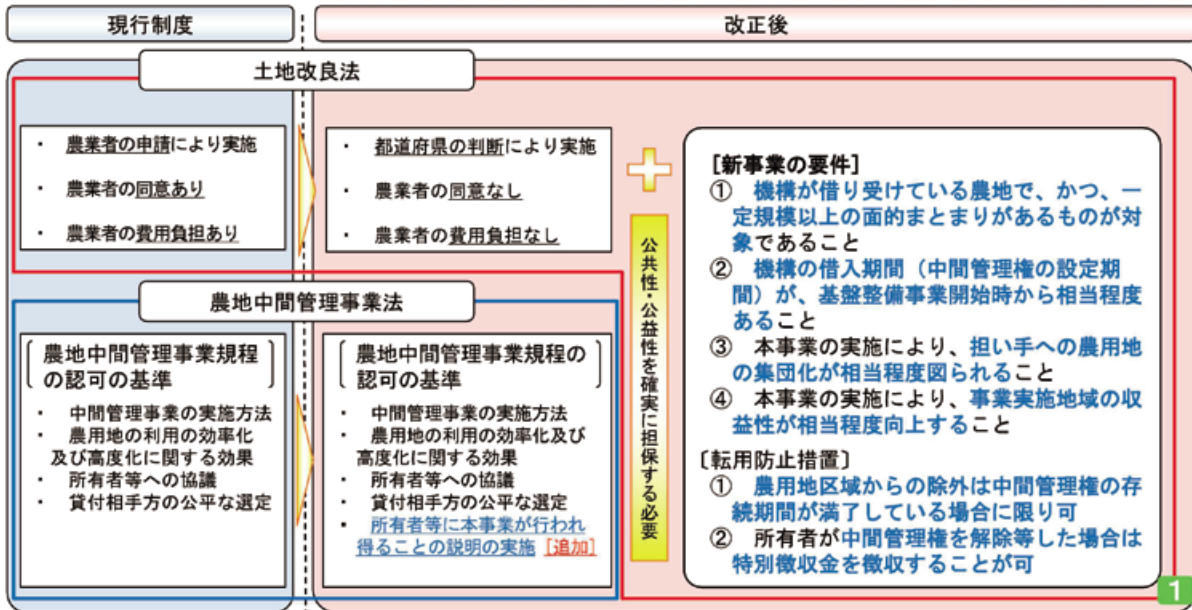 現行制度
改正後
土地改良法
・ 農業者の申請により実施
・ 農業者の同意あり
・ 農業者の費用負担あり
・ 都道府県の判断により実施
・ 農業者の同意なし
・ 農業者の費用負担なし
公共性・公益性を確実に担保する必要
[新事業の要件]
① 機構が借り受けている農地で、かつ、一
定規模以上の面的まとまりがあるものが対
象であること
② 機構の借入期間（中間管理権の設定期
間）が、基盤整備事業開始時から相当程度
あること
③ 本事業の実施により、担い手への農用地
の集団化が相当程度図られること
④ 本事業の実施により、事業実施地域の収
益性が相当程度向上すること
〔転用防止措置〕
① 農用地区域からの除外は中間管理権の存
続期間が満了している場合に限り可
② 所有者が中間管理権を解除等した場合は
特別徴収金を徴収することが可
農地中間管理事業法
農地中間管理事業規程
の認可の基準
・ 中間管理事業の実施方法
・ 農用地の利用の効率化
及び高度化に関する効果
・ 所有者等への協議
・ 貸付相手方の公平な選定
農地中間管理事業規程の
認可の基準
・ 中間管理事業の実施方法
・ 農用地の利用の効率化及び
高度化に関する効果
・ 所有者等への協議
・ 貸付相手方の公平な選定
・ 所有者等に本事業が行われ
得ることの説明の実施 [追加]
1